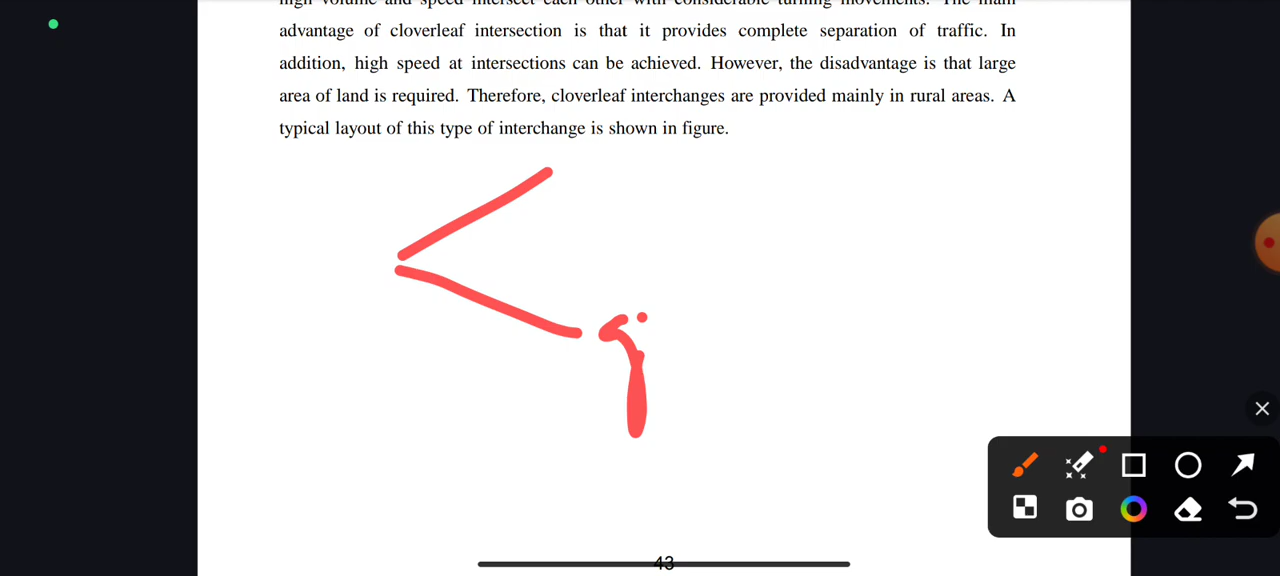 advantage of cloverleaf intersection is that it provides complete separation of traffic. In
addition, high speed at intersections can be achieved. However, the disadvantage is that large
area of land is required. Therefore, cloverleaf interchanges are provided mainly in rural areas. A
typical layout of this type of interchange is shown in figure.
43